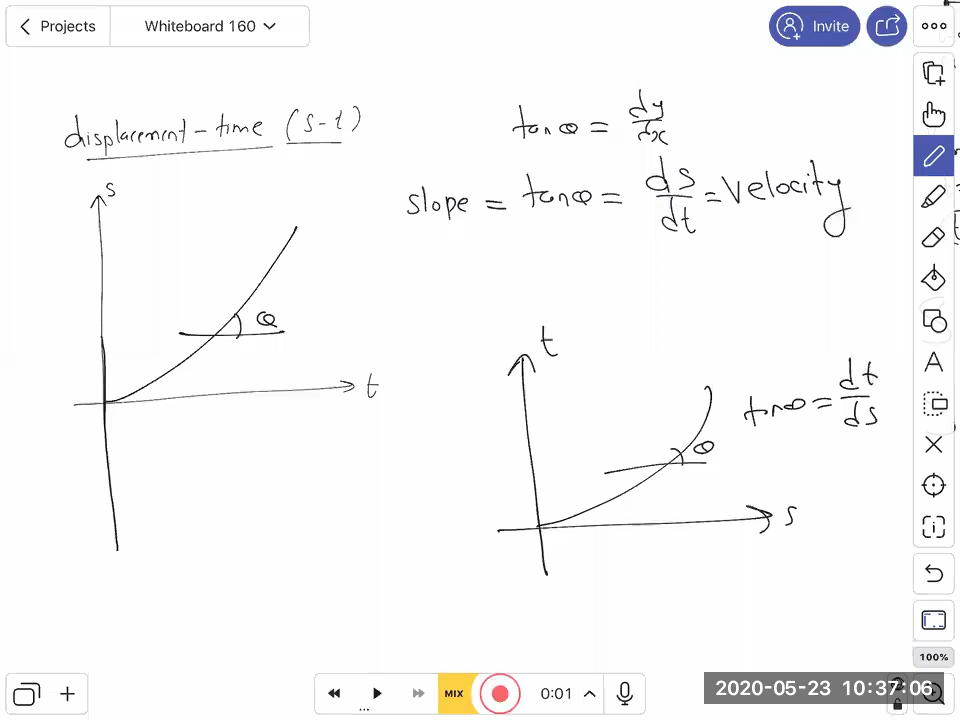 Projects
Whiteboard 160
Invite
displacement-time (s-t)
tanθ = dy/dx
slope = tanθ = ds/dt = velocity
s
θ
t
t
tanθ = dt/ds
θ
s
A
100%
MIX
0:01
2020-05-23 10:37:06